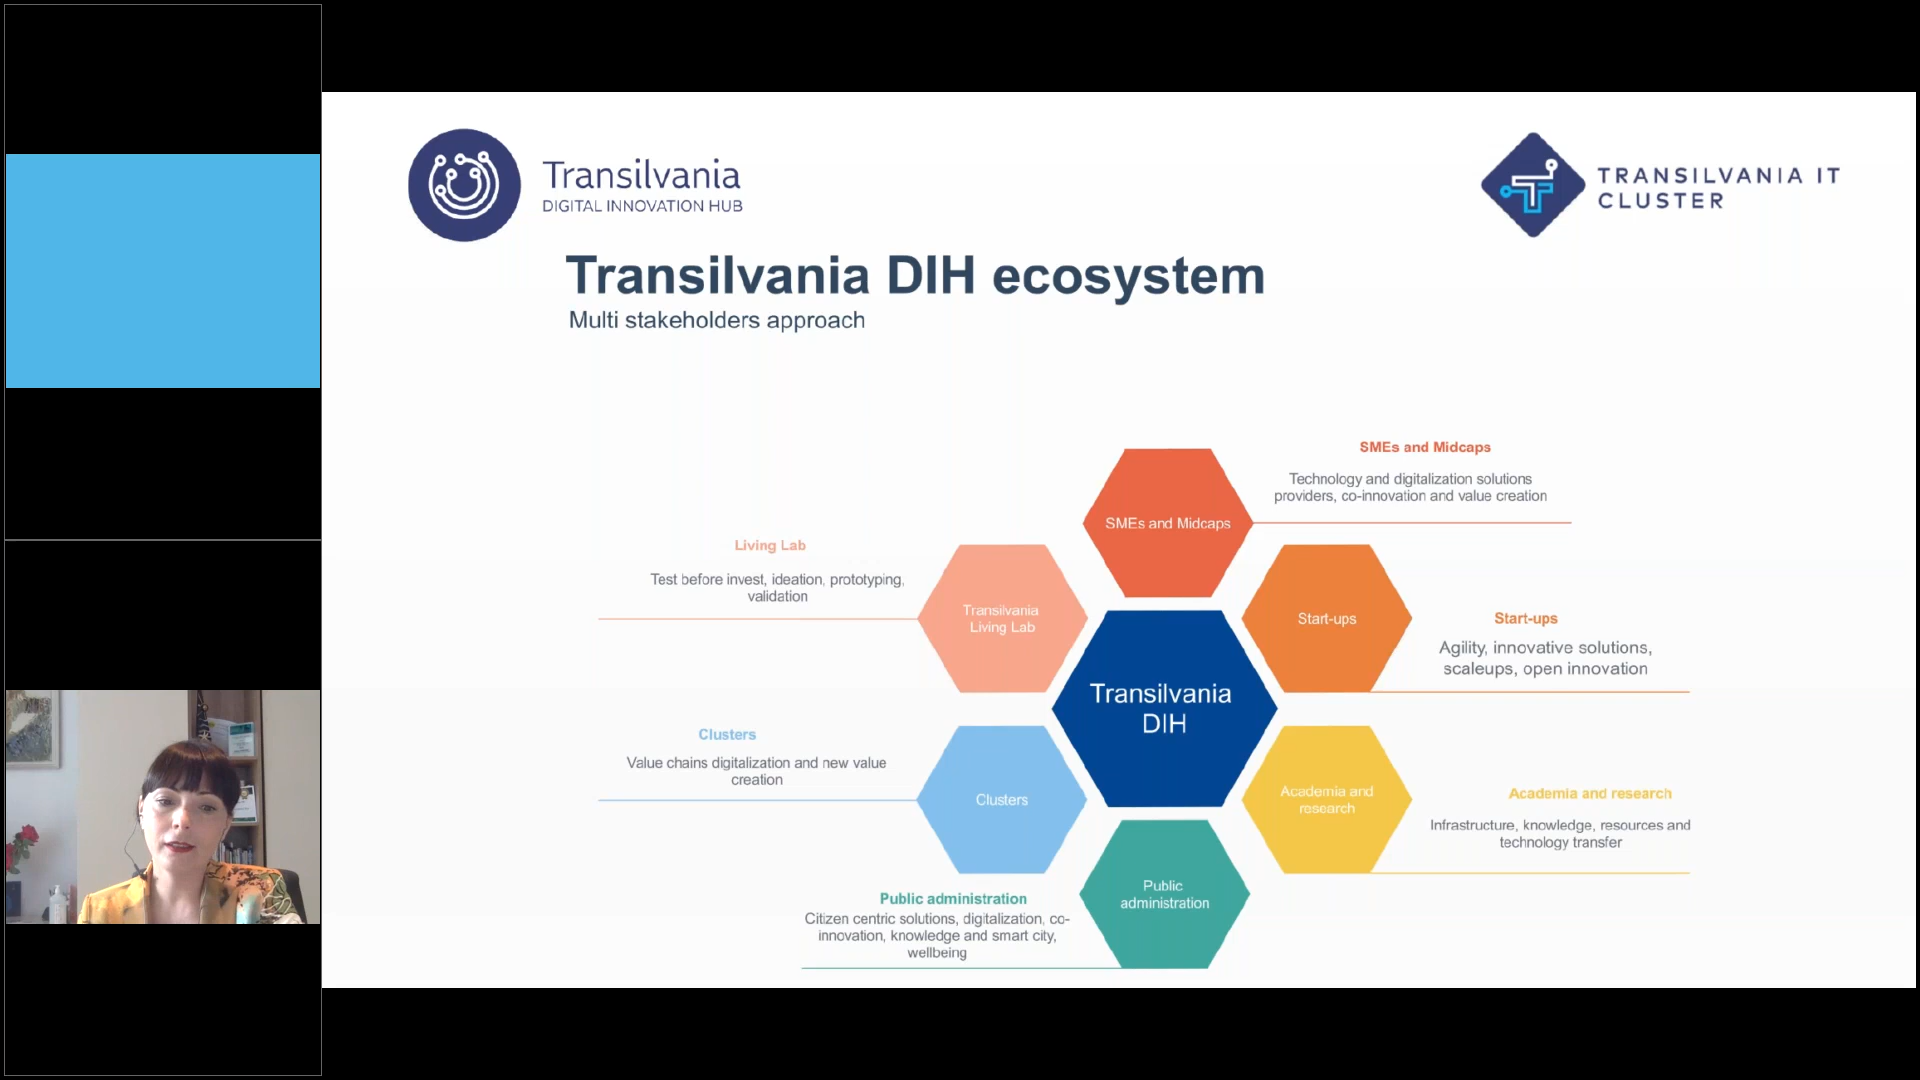 Transilvania
DIGITAL INNOVATION HUB
TRANSILVANIA IT
CLUSTER
Transilvania DIH ecosystem
Multi stakeholders approach
SMEs and Midcaps
Technology and digitalization solutions
providers, co-innovation and value creation
SMEs and Midcaps
Living Lab
Test before invest, ideation, prototyping,
validation
Transilvania
Living Lab
Start-ups
Start-ups
Agility, innovative solutions,
scaleups, open innovation
Transilvania
DIH
Clusters
Value chains digitalization and new value
creation
Clusters
Academia and
research
Academia and research
Infrastructure, knowledge, resources and
technology transfer
Public administration
Citizen centric solutions, digitalization, co-
innovation, knowledge and smart city,
wellbeing
Public
administration